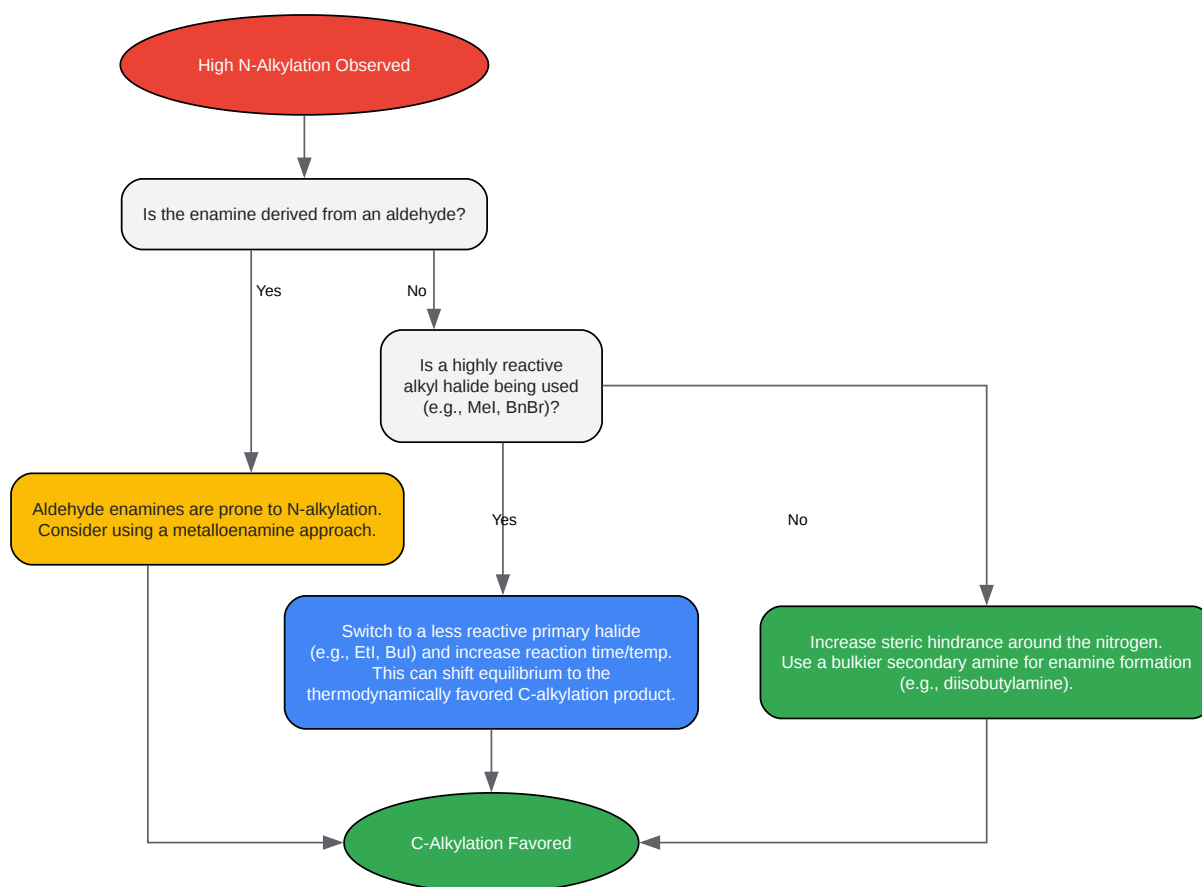 High N-Alkylation Observed
Is the enamine derived from an aldehyde?
Yes
No
Is a highly reactive
alkyl halide being used
(e.g., MeI, BnBr)?
Aldehyde enamines are prone to N-alkylation.
Consider using a metalloenamine approach.
Yes
No
Switch to a less reactive primary halide
(e.g., EtI, BuI) and increase reaction time/temp.
This can shift equilibrium to the
thermodynamically favored C-alkylation product.
Increase steric hindrance around the nitrogen.
Use a bulkier secondary amine for enamine formation
(e.g., diisobutylamine).
C-Alkylation Favored